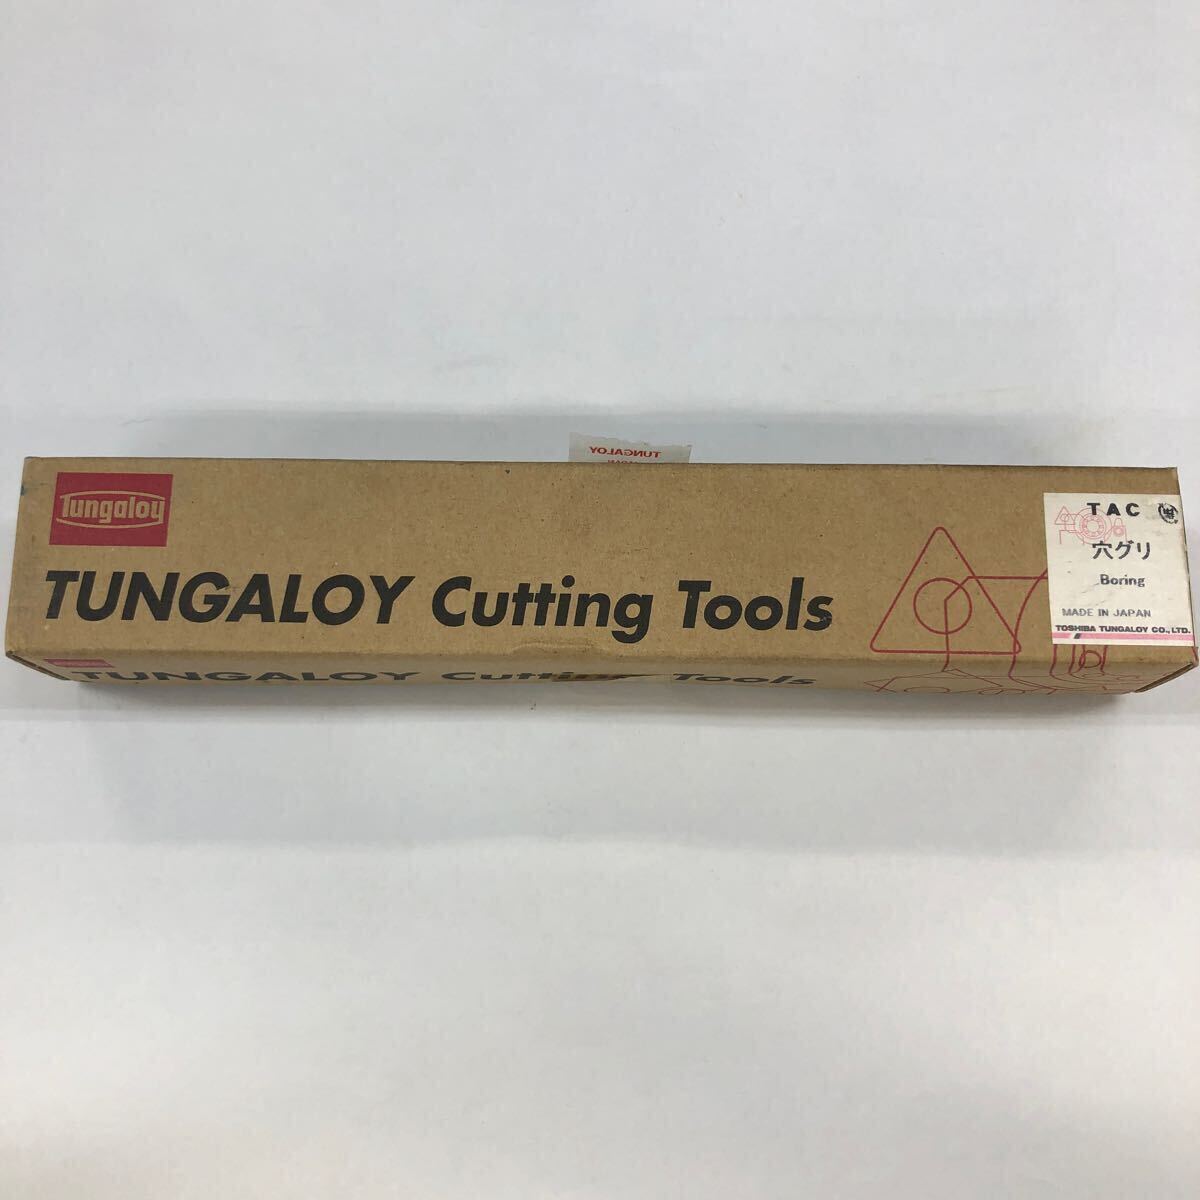 TUNGALOY
Tungaloy
TUNGALOY Cutting Tools
TAC
穴グリ
Boring
MADE IN JAPAN
TOSHIBA TUNGALOY CO., LTD.
TUNGALOY Cutting Tools